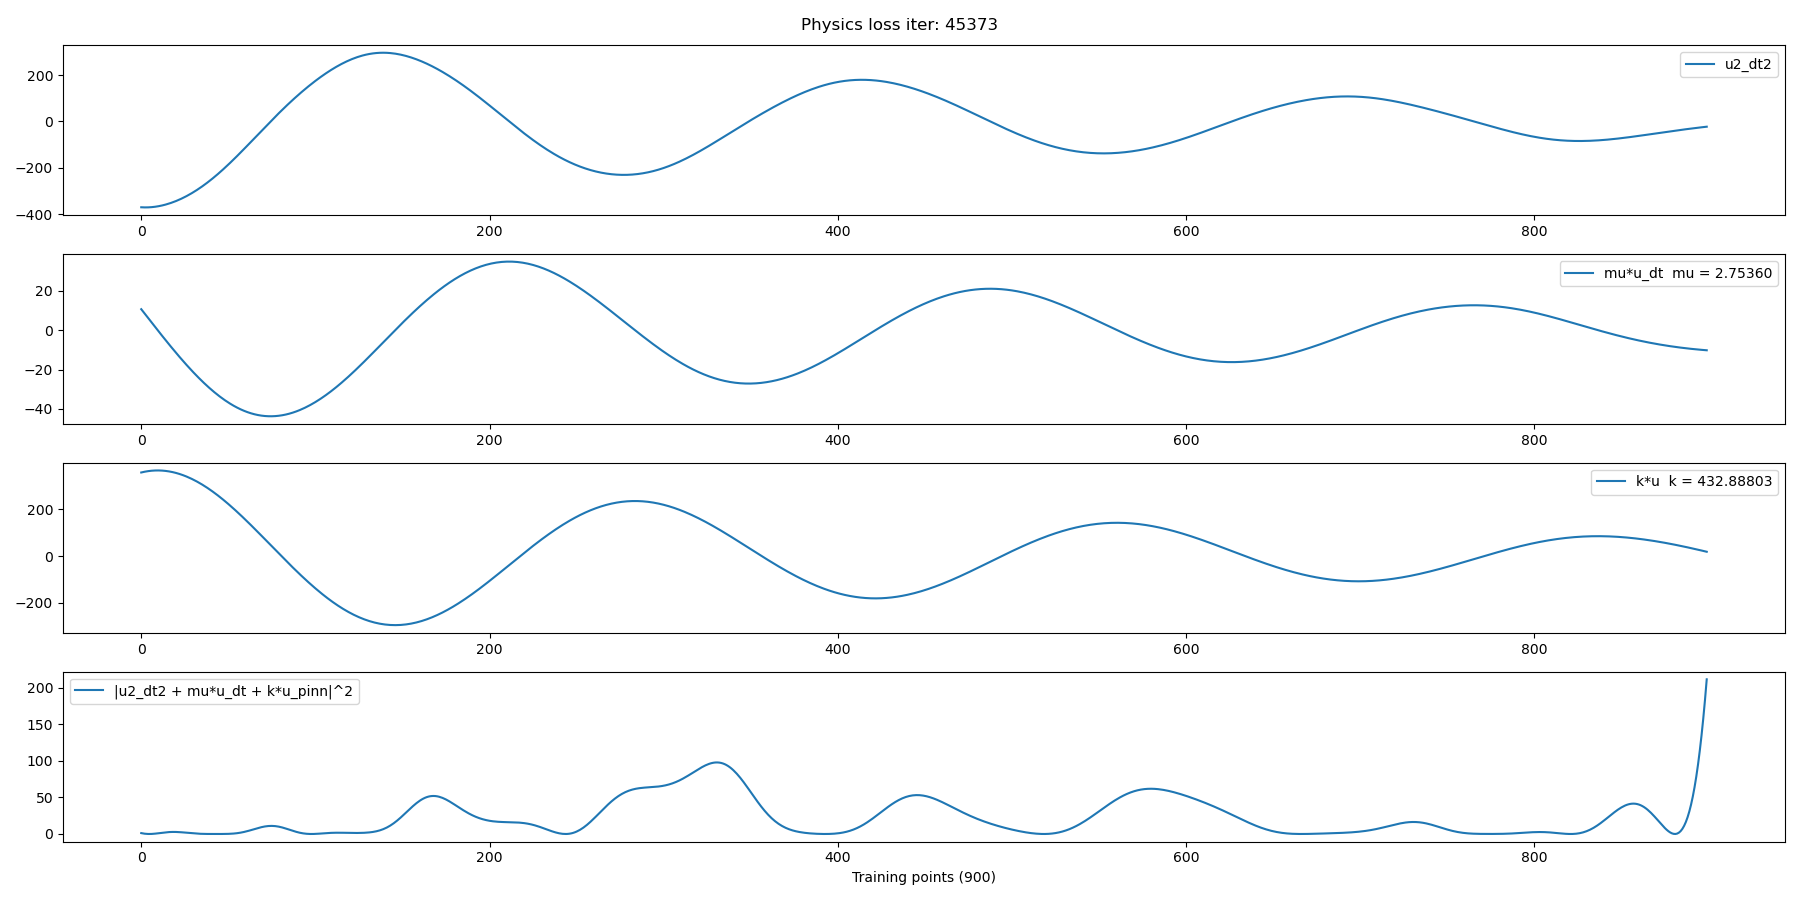 Physics loss iter: 45373
u2_dt2
200
0
−200
−400
0 200 400 600 800
mu*u_dt  mu = 2.75360
20
0
−20
−40
0 200 400 600 800
k*u  k = 432.88803
200
0
−200
0 200 400 600 800
|u2_dt2 + mu*u_dt + k*u_pinn|^2
200
150
100
50
0
0 200 400 600 800
Training points (900)